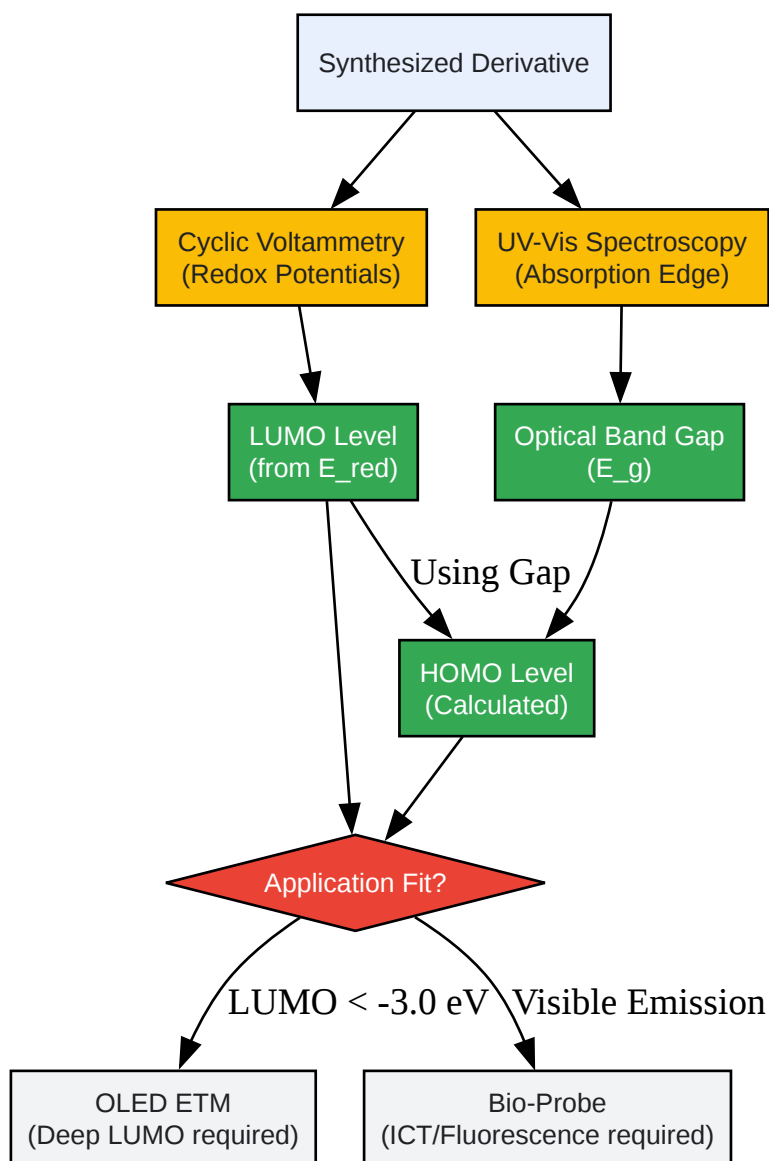 Synthesized Derivative
Cyclic Voltammetry
(Redox Potentials)
UV-Vis Spectroscopy
(Absorption Edge)
LUMO Level
(from E_red)
Optical Band Gap
(E_g)
Using Gap
HOMO Level
(Calculated)
Application Fit?
LUMO < -3.0 eV
Visible Emission
OLED ETM
(Deep LUMO required)
Bio-Probe
(ICT/Fluorescence required)